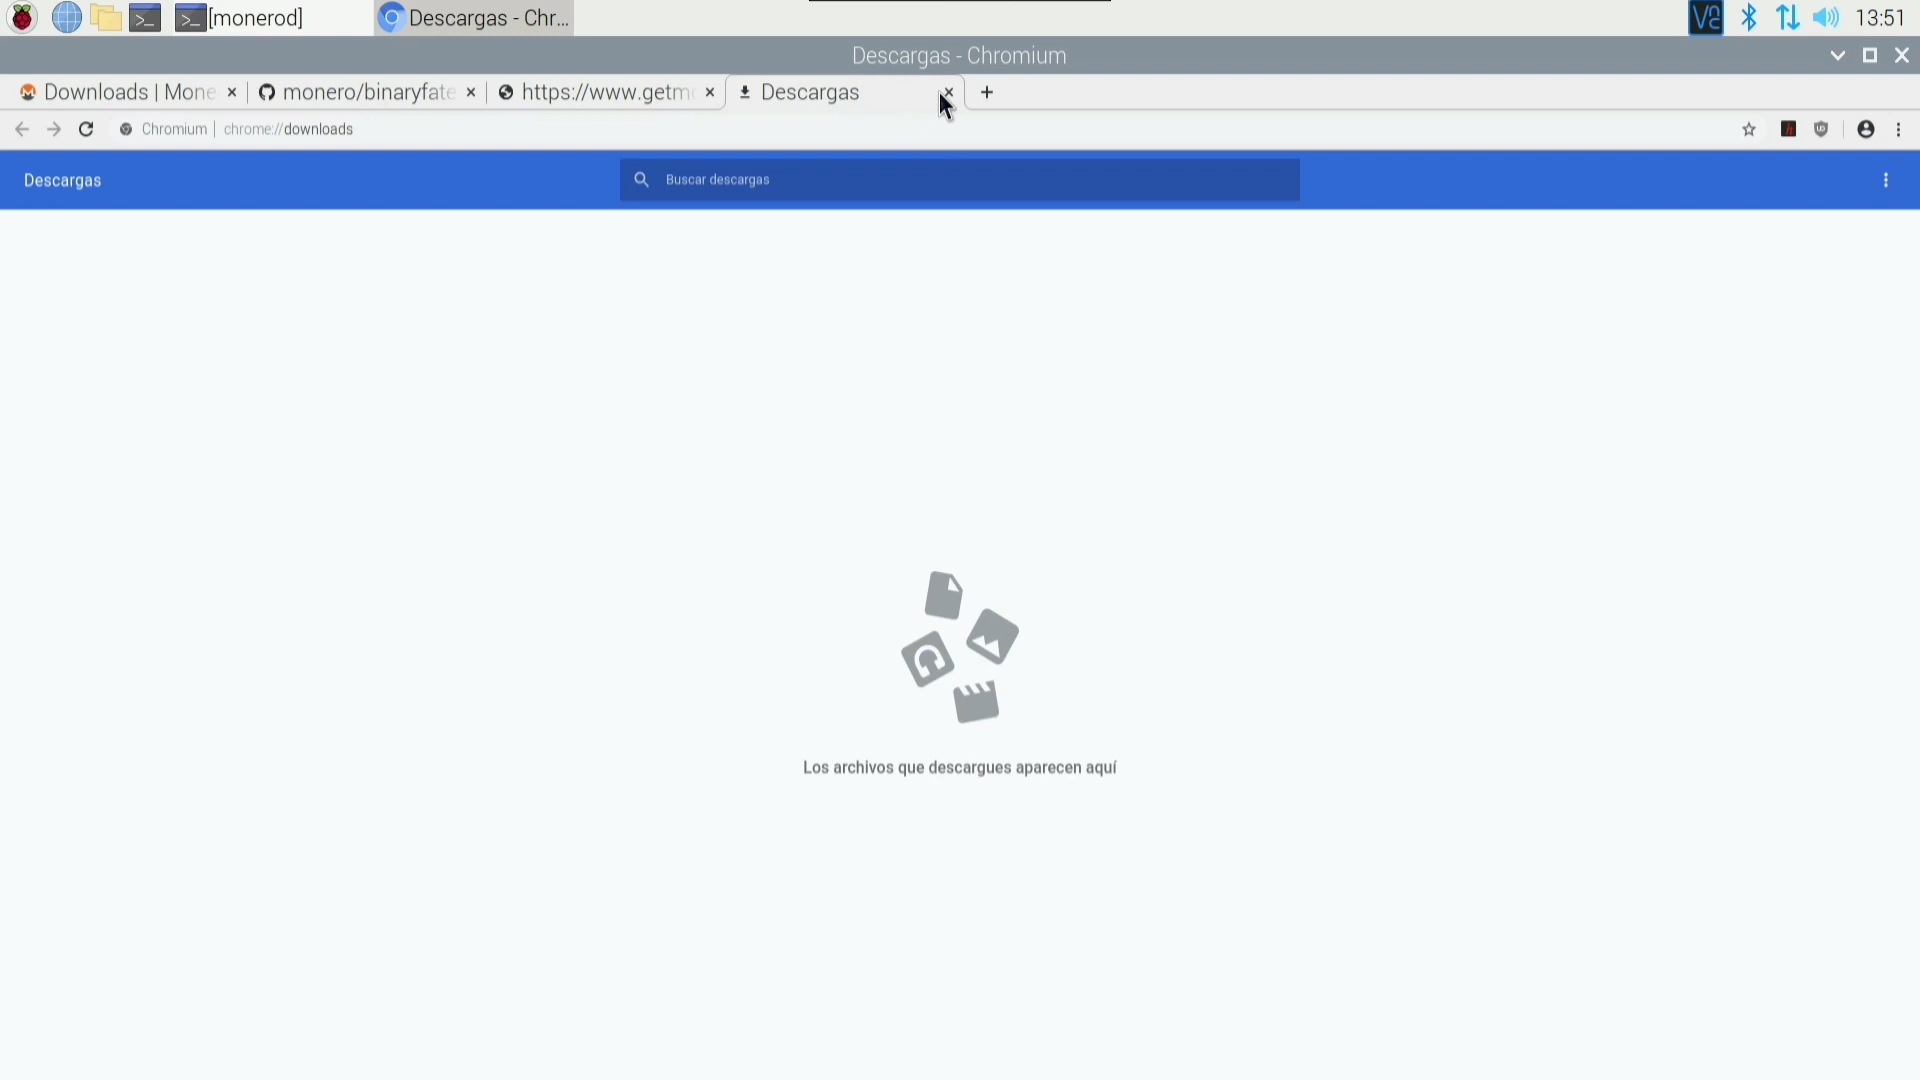 [monerod]
Descargas - Chr...
13:51
Descargas - Chromium
Downloads | Mone
monero/binaryfate
https://www.getm
Descargas
Chromium | chrome://downloads
Descargas
Buscar descargas
Los archivos que descargues aparecen aquí